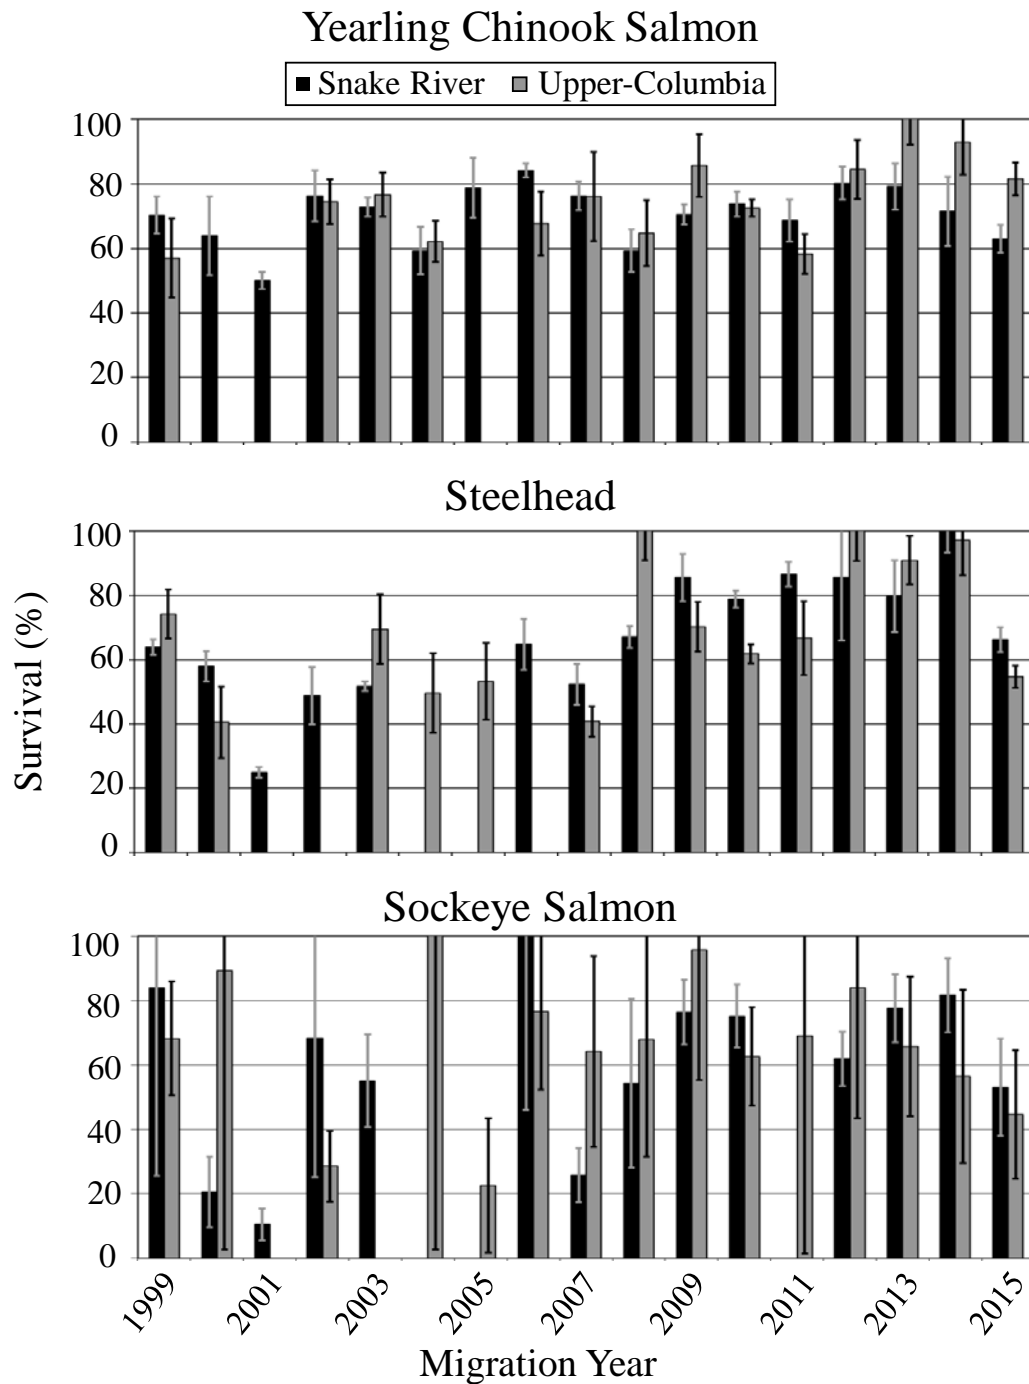 Yearling Chinook Salmon
Snake River Upper-Columbia
100
80
60
40
20
0
Steelhead
100
80
60
40
20
0
Survival (%)
Sockeye Salmon
100
80
60
40
20
0
1999 2001 2003 2005 2007 2009 2011 2013 2015
Migration Year